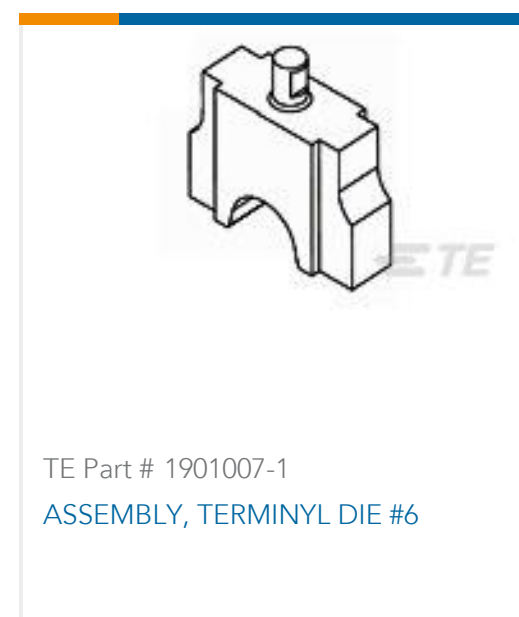 TE
TE Part # 1901007-1
ASSEMBLY, TERMINYL DIE #6